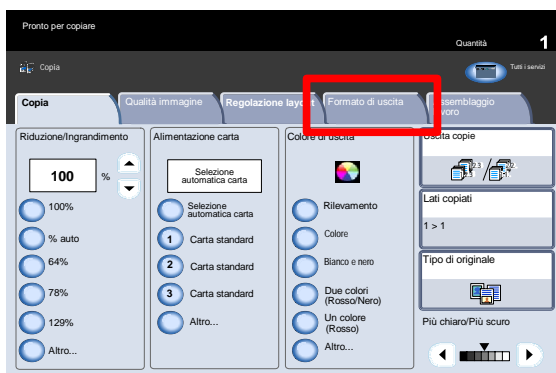 Pronto per copiare
Quantità
1
Copia
Tutti i servizi
Copia
Qualità immagine
Regolazione layout
Formato di uscita
Assemblaggio
lavoro
Riduzione/Ingrandimento
100
%
100%
% auto
64%
78%
129%
Altro...
Alimentazione carta
Selezione
automatica carta
Selezione
automatica carta
1 Carta standard
2 Carta standard
3 Carta standard
Altro...
Colore di uscita
Rilevamento
Colore
Bianco e nero
Due colori
(Rosso/Nero)
Un colore
(Rosso)
Altro...
Uscita copie
Lati copiati
1 > 1
Tipo di originale
Più chiaro/Più scuro